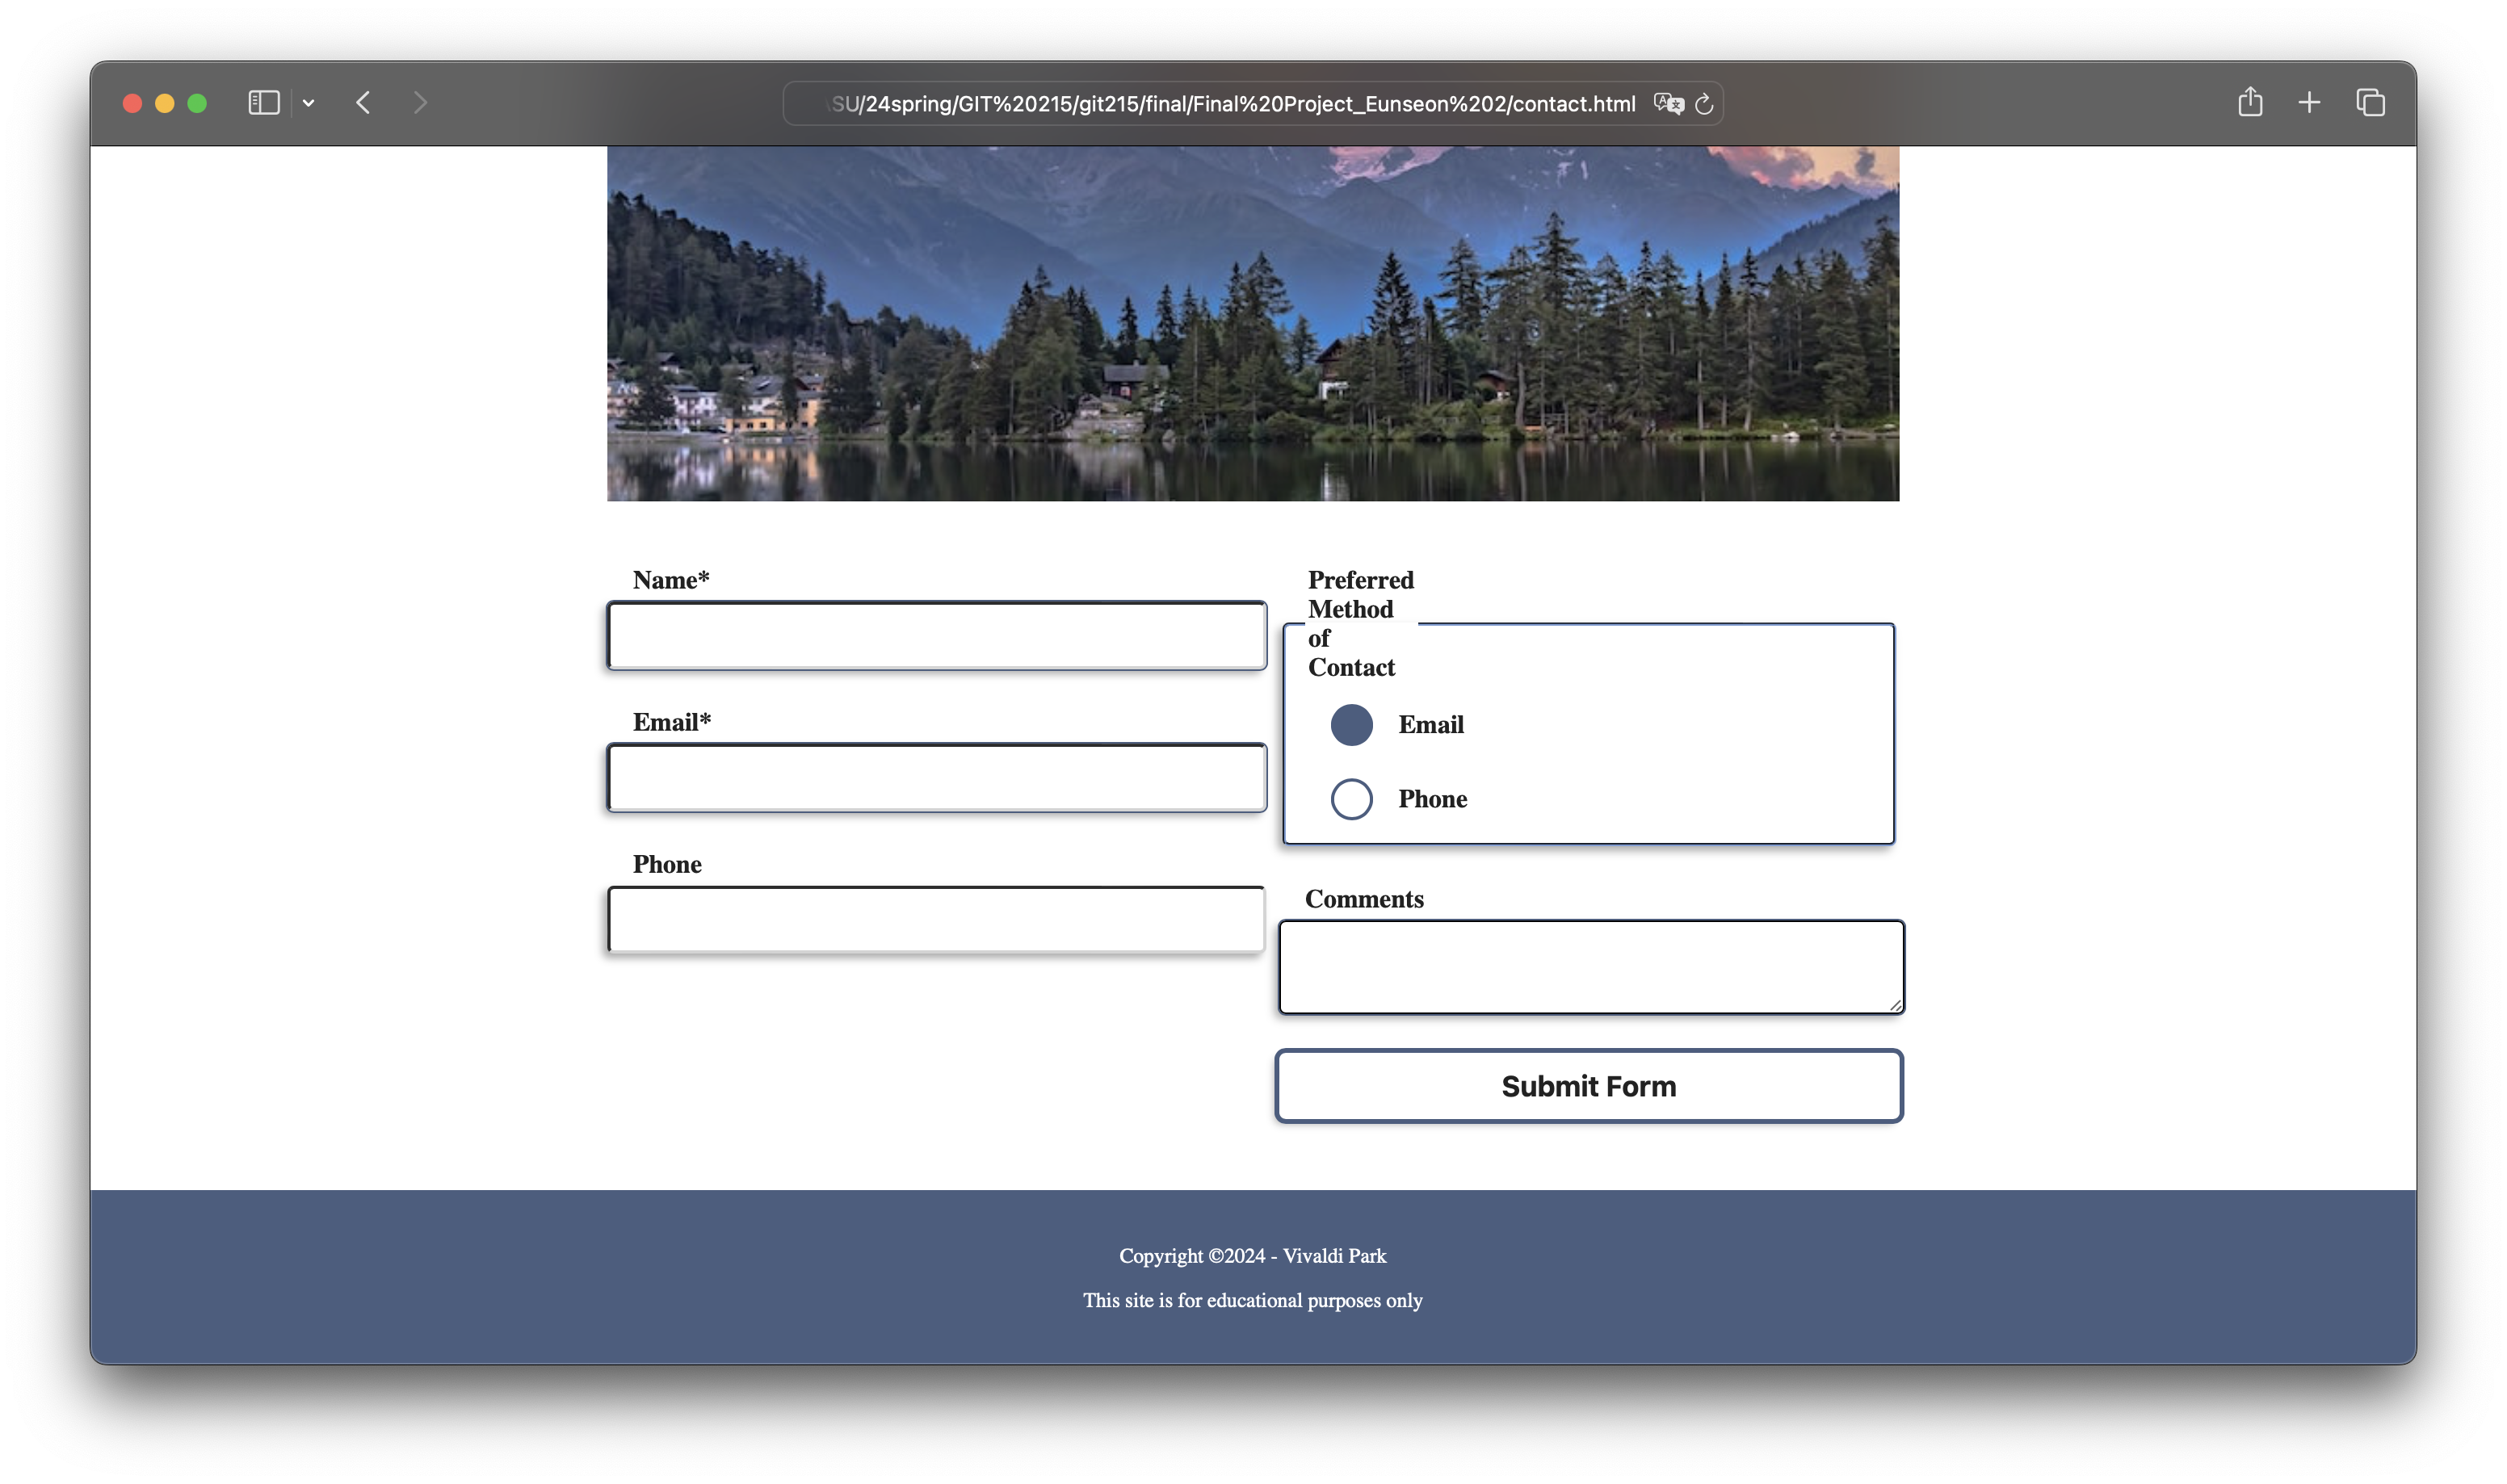 SU/24spring/GIT%20215/git215/final/Final%20Project_Eunseon%202/contact.html
Name*
Email*
Phone
Preferred
Method
of
Contact
Email
Phone
Comments
Submit Form
Copyright ©2024 - Vivaldi Park
This site is for educational purposes only